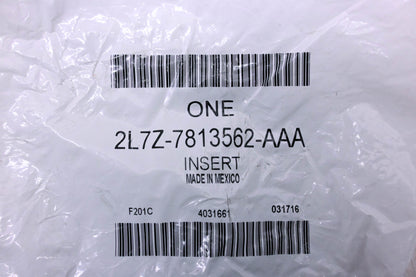 ONE
2L7Z-7813562-AAA
INSERT
MADE IN MEXICO
F201C 4031661 031716